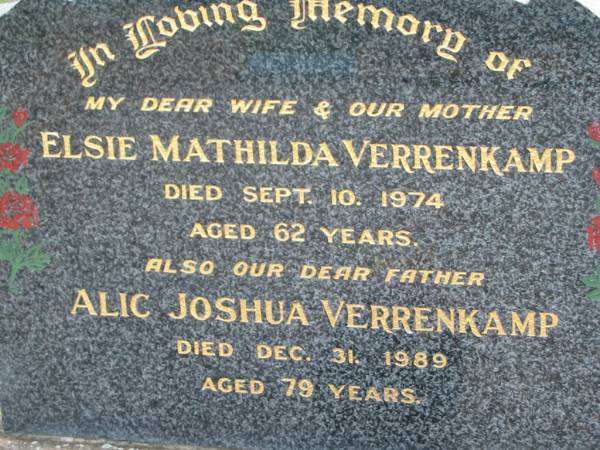 In Loving Memory of
MY DEAR WIFE & OUR MOTHER
ELSIE MATHILDA VERRENKAMP
DIED SEPT. 10. 1974
AGED 62 YEARS.
ALSO OUR DEAR FATHER
ALIC JOSHUA VERRENKAMP
DIED DEC. 31. 1989
AGED 79 YEARS.